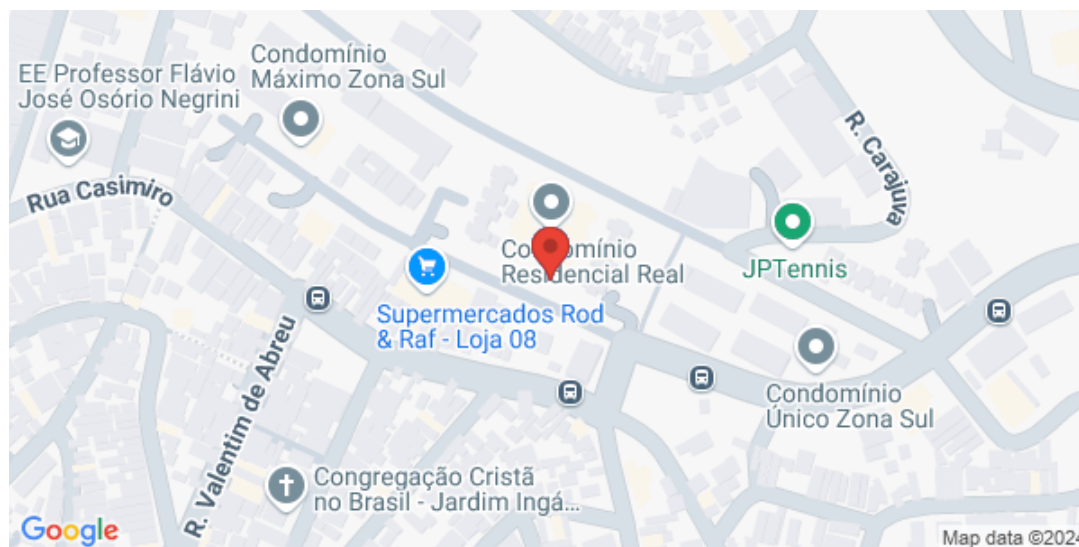 Condomínio
Máximo Zona Sul
EE Professor Flávio
José Osório Negrini
Rua Casimiro
R. Carajuva
Condomínio
Residencial Real
JPTennis
Supermercados Rod
& Raf - Loja 08
R. Valentim de Abreu
Condomínio
Único Zona Sul
Congregação Cristã
no Brasil - Jardim Ingá...
Google
Map data ©2024